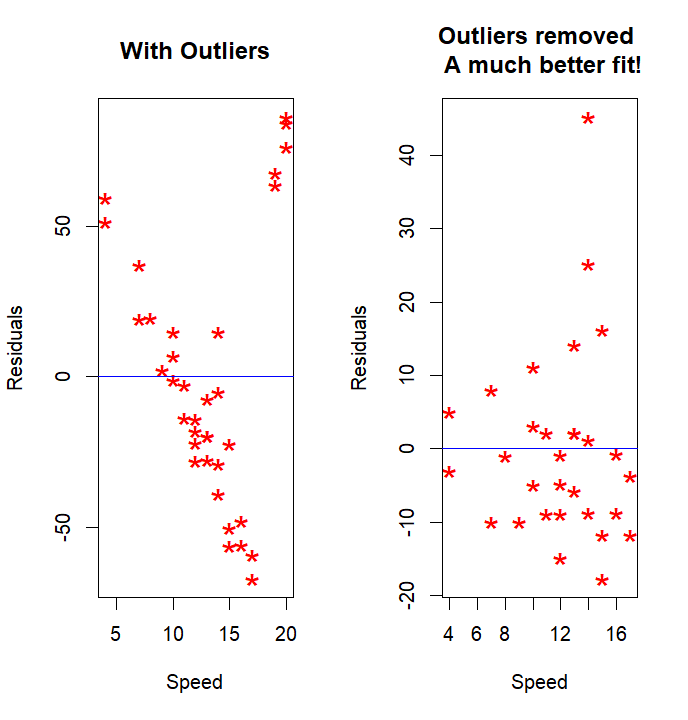 With Outliers
Residuals
50
0
-50
5 10 15 20
Speed
Outliers removed
A much better fit!
Residuals
40
30
20
10
0
-10
-20
4 6 8 12 16
Speed